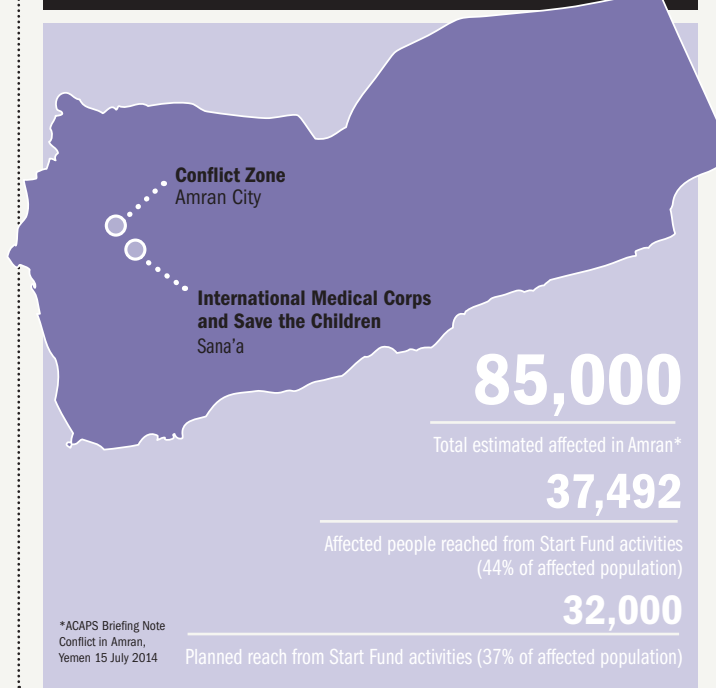 Conflict Zone
Amran City
International Medical Corps
and Save the Children
Sana’a
85,000
Total estimated affected in Amran*
37,492
Affected people reached from Start Fund activities
(44% of affected population)
32,000
Planned reach from Start Fund activities (37% of affected population)
*ACAPS Briefing Note
Conflict in Amran,
Yemen 15 July 2014